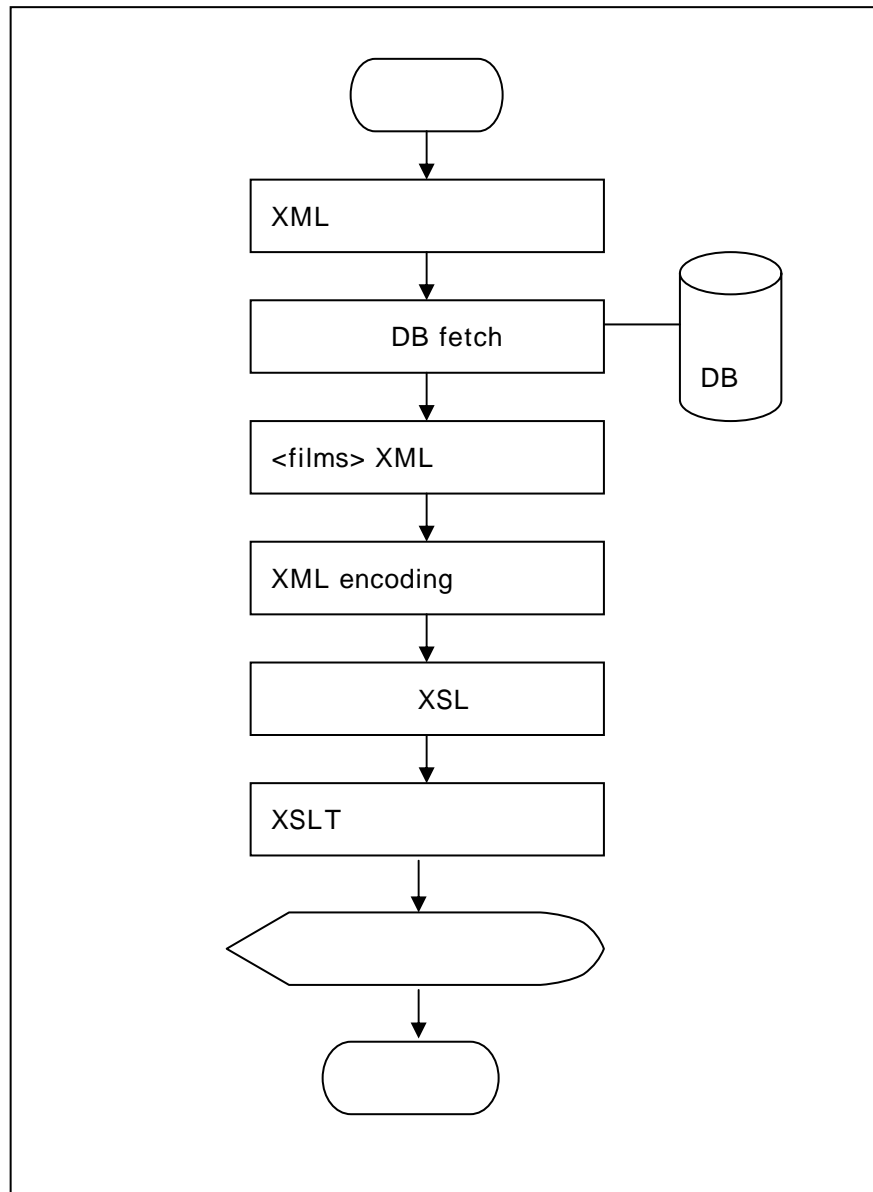 XML
DB fetch
DB
<films> XML
XML encoding
XSL
XSLT